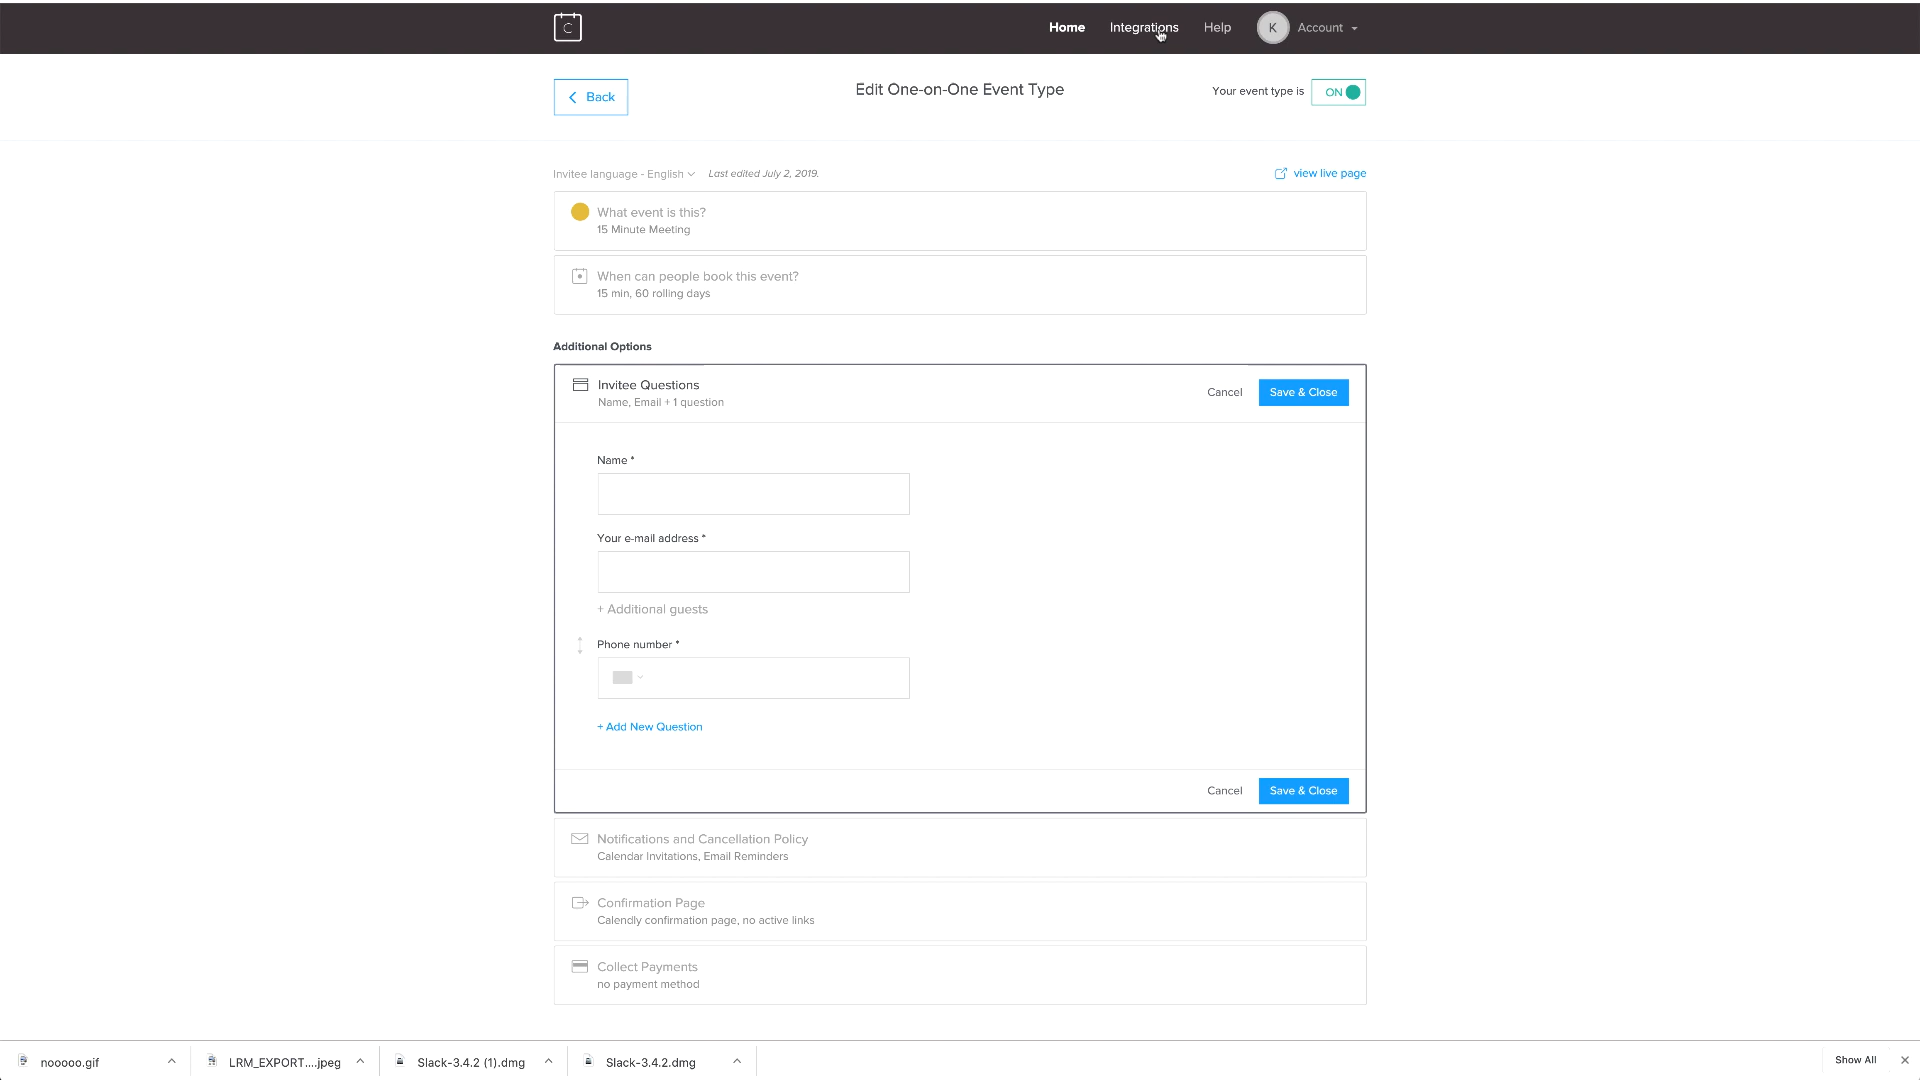 C
Home
Integrations
Help
K
Account
Back
Edit One-on-One Event Type
Your event type is
ON
Invitee language - English
Last edited July 2, 2019.
view live page
What event is this?
15 Minute Meeting
When can people book this event?
15 min, 60 rolling days
Additional Options
Invitee Questions
Name, Email + 1 question
Cancel
Save & Close
Name *
Your e-mail address *
+ Additional guests
Phone number *
+ Add New Question
Cancel
Save & Close
Notifications and Cancellation Policy
Calendar Invitations, Email Reminders
Confirmation Page
Calendly confirmation page, no active links
Collect Payments
no payment method
nooooo.gif
LRM_EXPORT....jpeg
Slack-3.4.2 (1).dmg
Slack-3.4.2.dmg
Show All